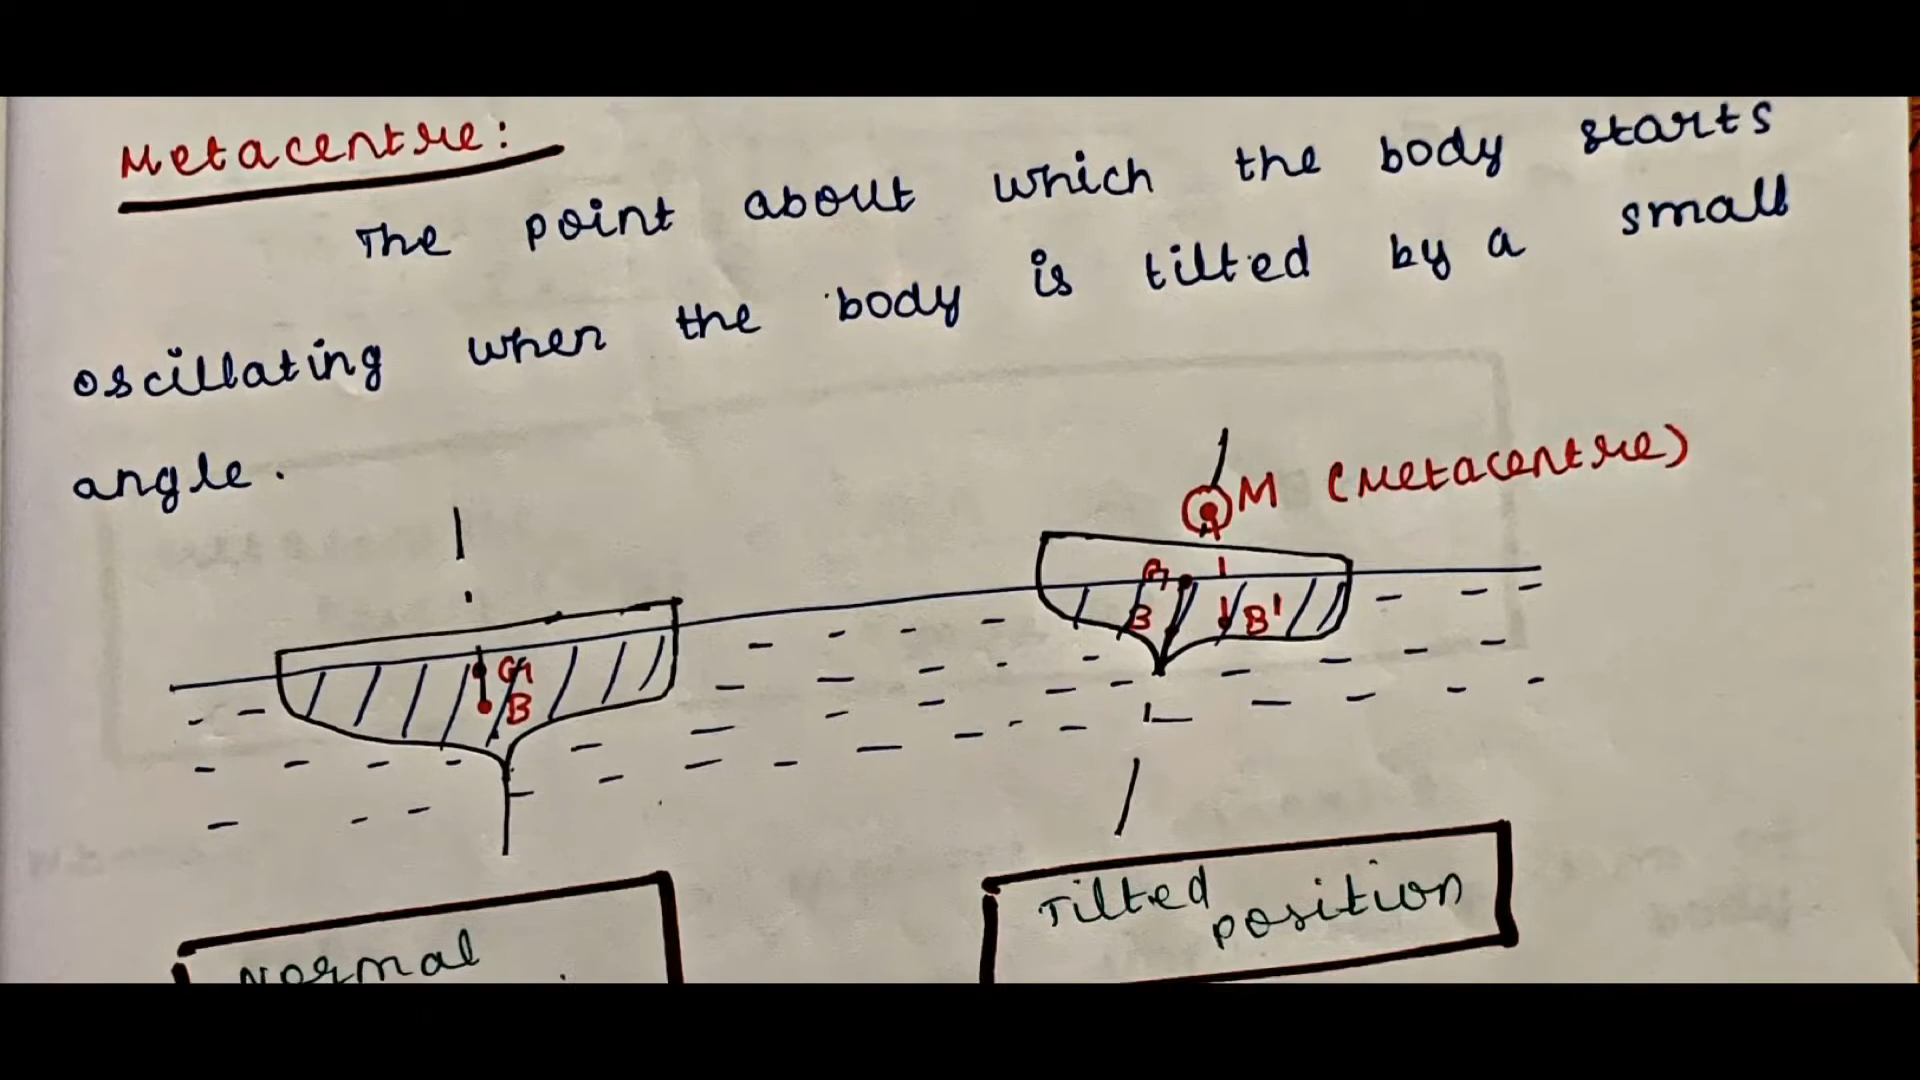 Metacentre:
The point about which the body starts
oscillating when the body is tilted by a small
angle.
M (Metacentre)
G
B
G
B
B'
Tilted
position
Normal